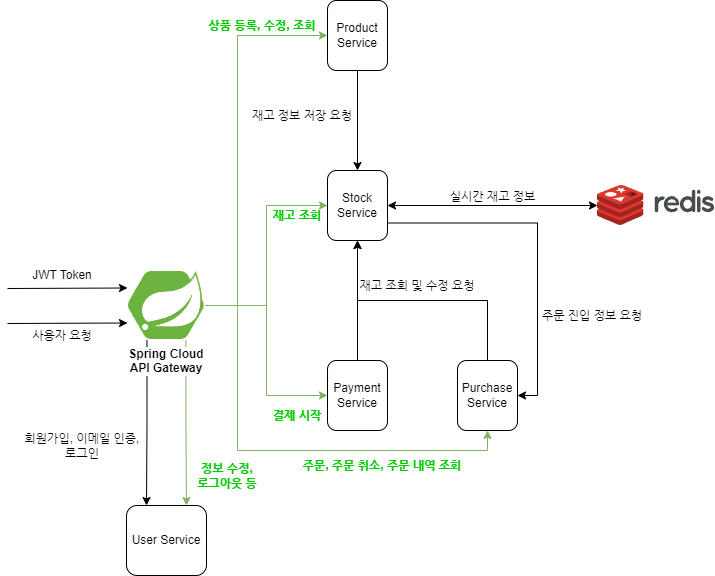 상품 등록, 수정, 조회
Product
Service
재고 정보 저장 요청
Stock
Service
실시간 재고 정보
redis
재고 조회
JWT Token
사용자 요청
Spring Cloud
API Gateway
재고 조회 및 수정 요청
주문 진입 정보 요청
Payment
Service
Purchase
Service
결제 시작
회원가입, 이메일 인증,
로그인
정보 수정,
로그아웃 등
주문, 주문 취소, 주문 내역 조회
User Service